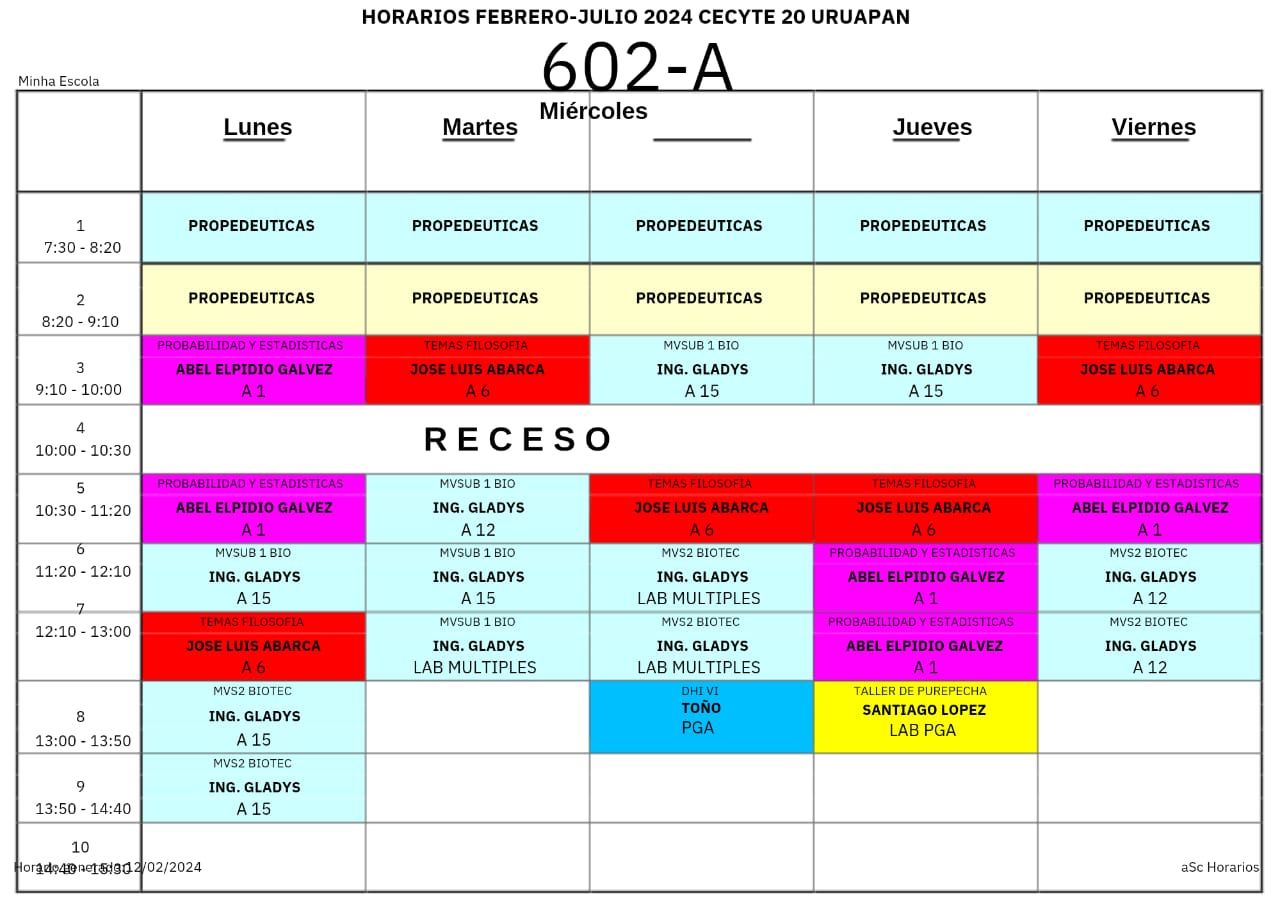 HORARIOS FEBRERO-JULIO 2024 CECYTE 20 URUAPAN
602-A
Minha Escola
Lunes
Martes
Miércoles
Jueves
Viernes
1
7:30 - 8:20
PROPEDEUTICAS
PROPEDEUTICAS
PROPEDEUTICAS
PROPEDEUTICAS
PROPEDEUTICAS
2
8:20 - 9:10
PROPEDEUTICAS
PROPEDEUTICAS
PROPEDEUTICAS
PROPEDEUTICAS
PROPEDEUTICAS
3
9:10 - 10:00
PROBABILIDAD Y ESTADISTICAS
ABEL ELPIDIO GALVEZ
A 1
TEMAS FILOSOFIA
JOSE LUIS ABARCA
A 6
MVSUB 1 BIO
ING. GLADYS
A 15
MVSUB 1 BIO
ING. GLADYS
A 15
TEMAS FILOSOFIA
JOSE LUIS ABARCA
A 6
4
10:00 - 10:30
R E C E S O
5
10:30 - 11:20
PROBABILIDAD Y ESTADISTICAS
ABEL ELPIDIO GALVEZ
A 1
MVSUB 1 BIO
ING. GLADYS
A 12
TEMAS FILOSOFIA
JOSE LUIS ABARCA
A 6
TEMAS FILOSOFIA
JOSE LUIS ABARCA
A 6
PROBABILIDAD Y ESTADISTICAS
ABEL ELPIDIO GALVEZ
A 1
6
11:20 - 12:10
MVSUB 1 BIO
ING. GLADYS
A 15
MVSUB 1 BIO
ING. GLADYS
A 15
MVS2 BIOTEC
ING. GLADYS
LAB MULTIPLES
PROBABILIDAD Y ESTADISTICAS
ABEL ELPIDIO GALVEZ
A 1
MVS2 BIOTEC
ING. GLADYS
A 12
7
12:10 - 13:00
TEMAS FILOSOFIA
JOSE LUIS ABARCA
A 6
MVSUB 1 BIO
ING. GLADYS
LAB MULTIPLES
MVS2 BIOTEC
ING. GLADYS
LAB MULTIPLES
PROBABILIDAD Y ESTADISTICAS
ABEL ELPIDIO GALVEZ
A 1
MVS2 BIOTEC
ING. GLADYS
A 12
8
13:00 - 13:50
MVS2 BIOTEC
ING. GLADYS
A 15
DHI VI
TOÑO
PGA
TALLER DE PUREPECHA
SANTIAGO LOPEZ
LAB PGA
9
13:50 - 14:40
MVS2 BIOTEC
ING. GLADYS
A 15
10
14:40 - 15:30
Horario generado:12/02/2024
aSc Horarios